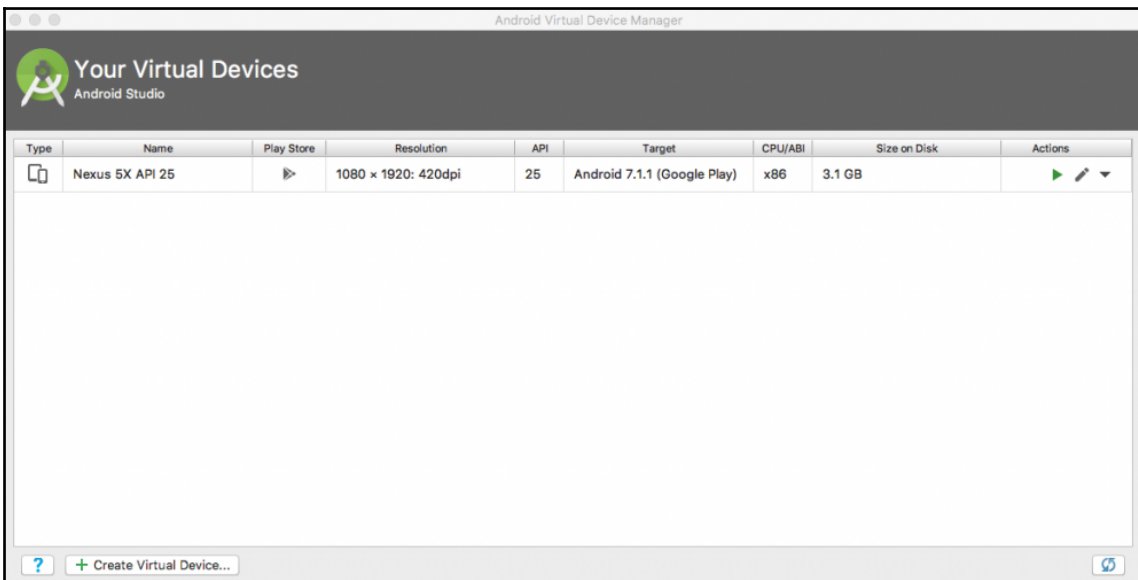 Android Virtual Device Manager
Your Virtual Devices
Android Studio
Type Name Play Store Resolution API Target CPU/ABI Size on Disk Actions
Nexus 5X API 25 1080 × 1920: 420dpi 25 Android 7.1.1 (Google Play) x86 3.1 GB
? + Create Virtual Device...